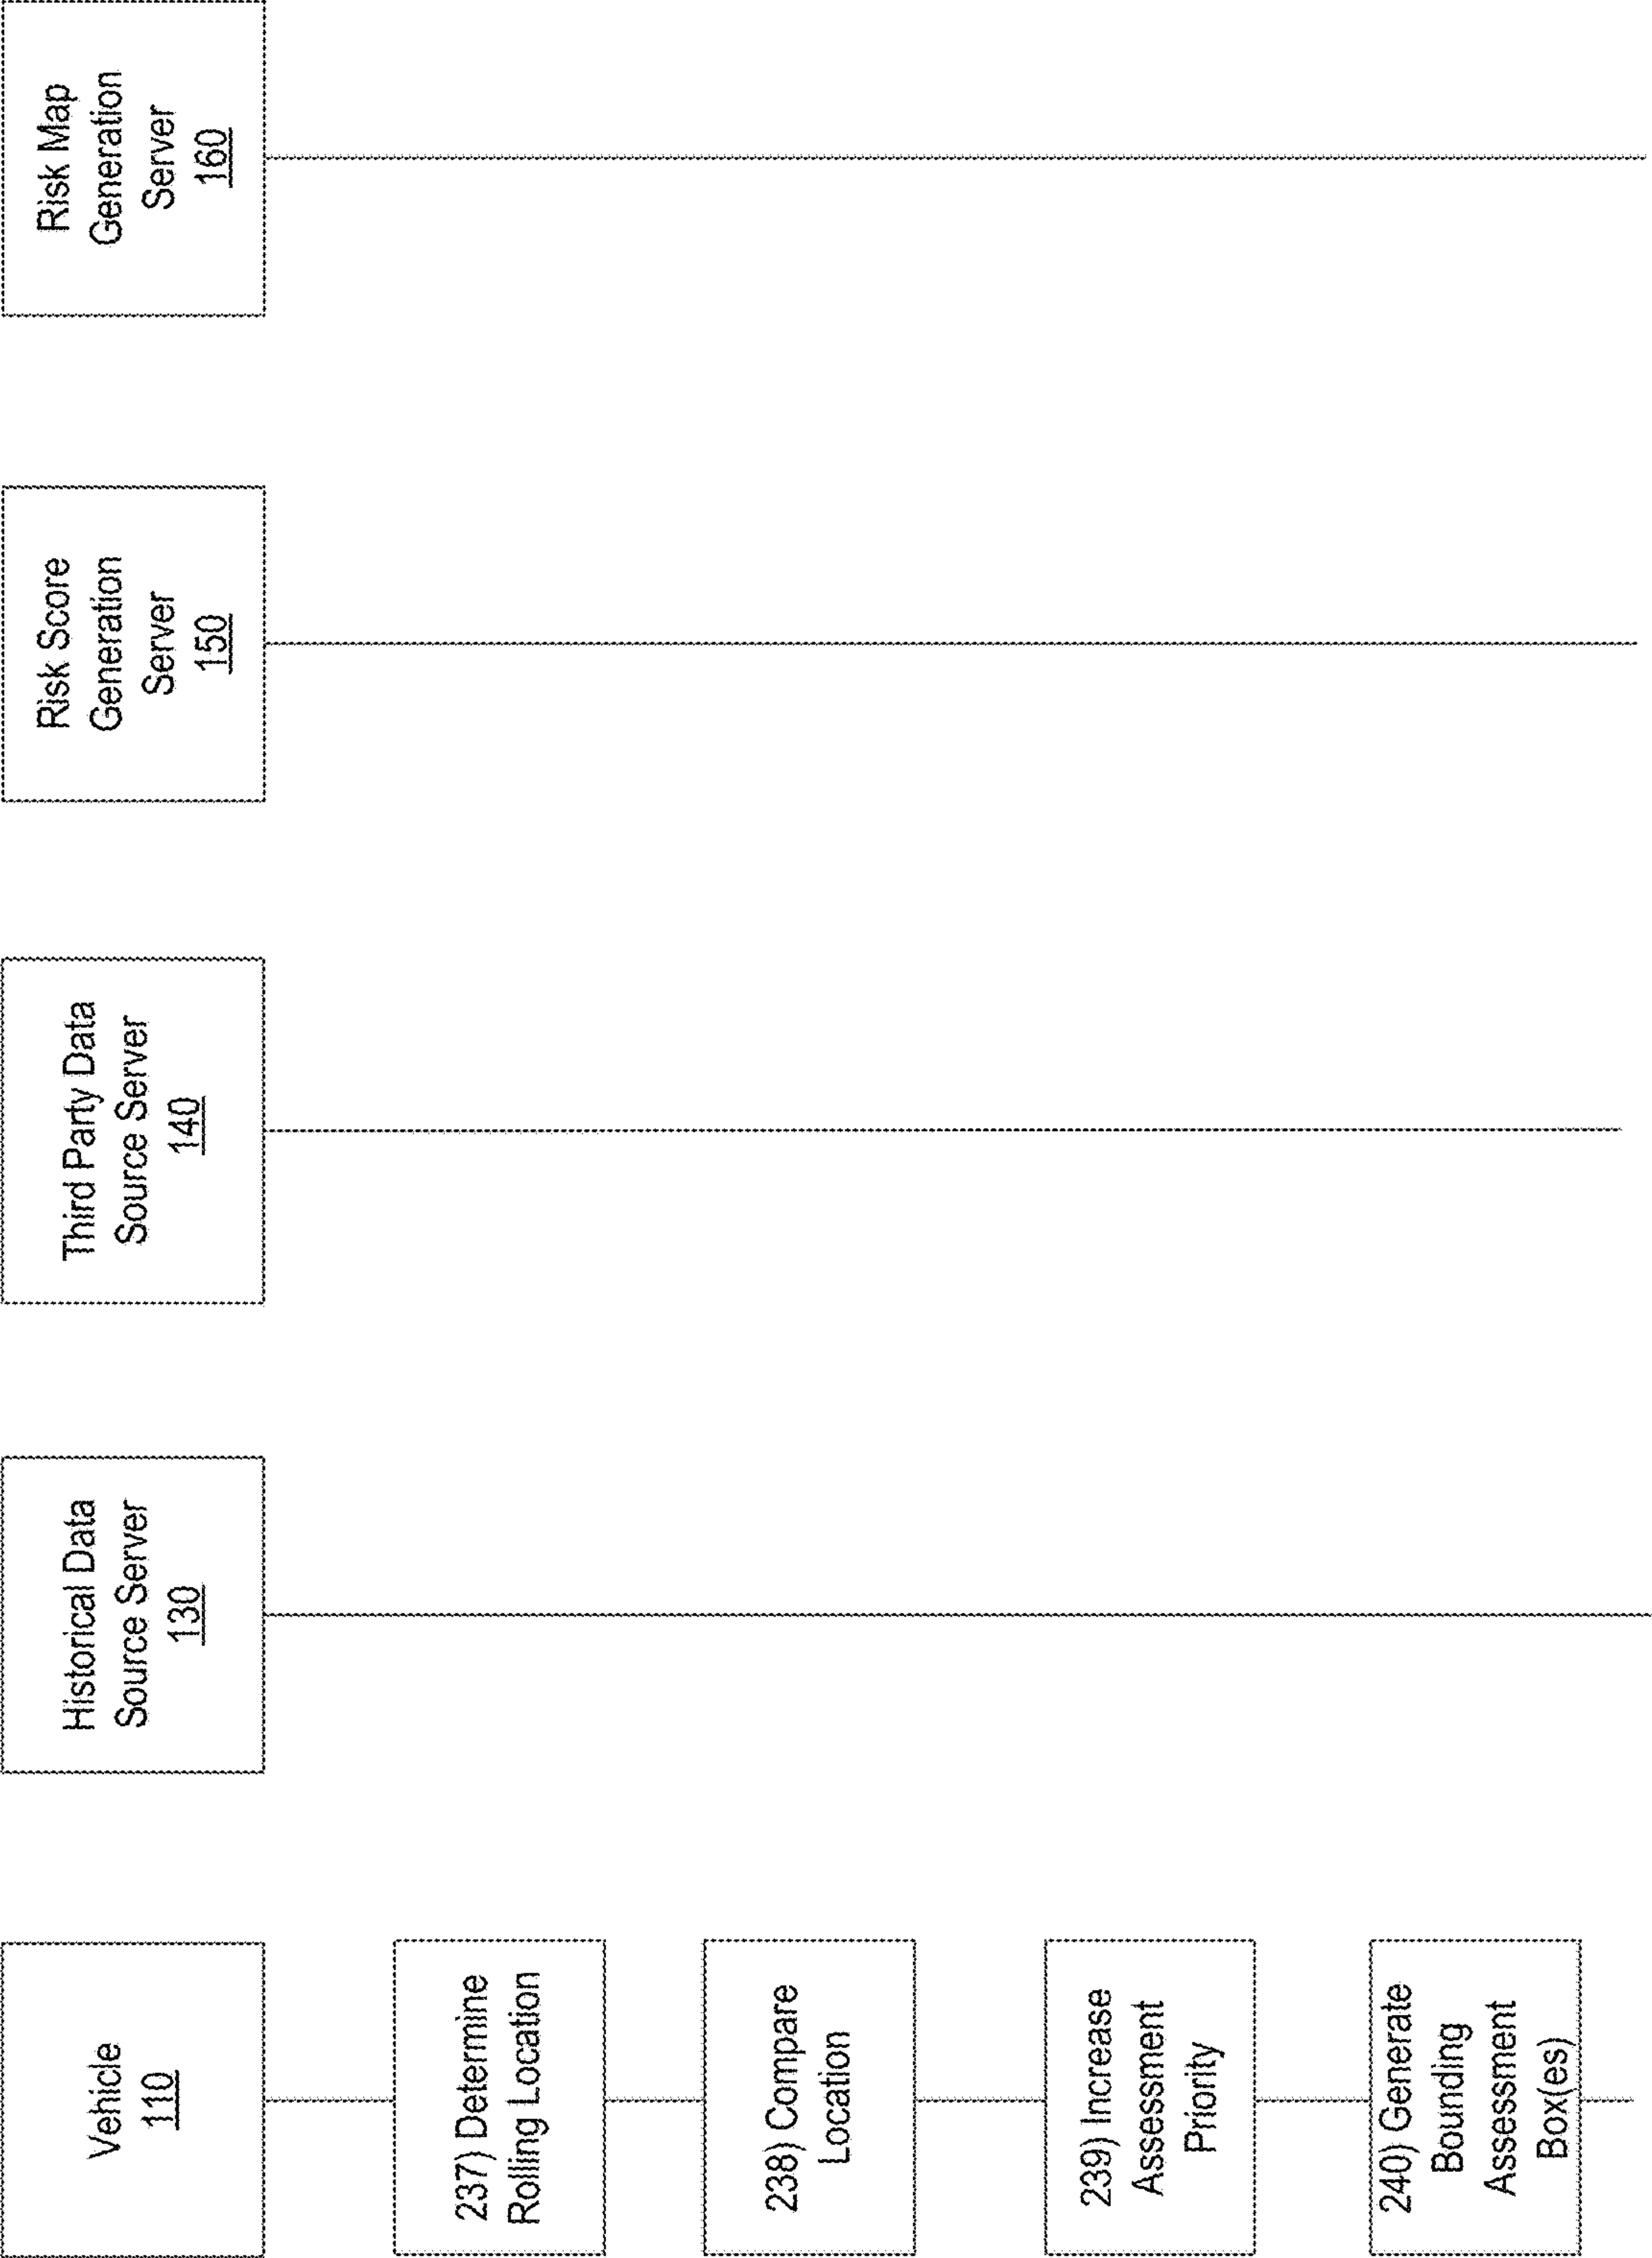 Vehicle
110
Historical Data
Source Server
130
Third Party Data
Source Server
140
Risk Score
Generation
Server
150
Risk Map
Generation
Server
160
237) Determine
Rolling Location
238) Compare
Location
239) Increase
Assessment
Priority
240) Generate
Bounding
Assessment
Box(es)